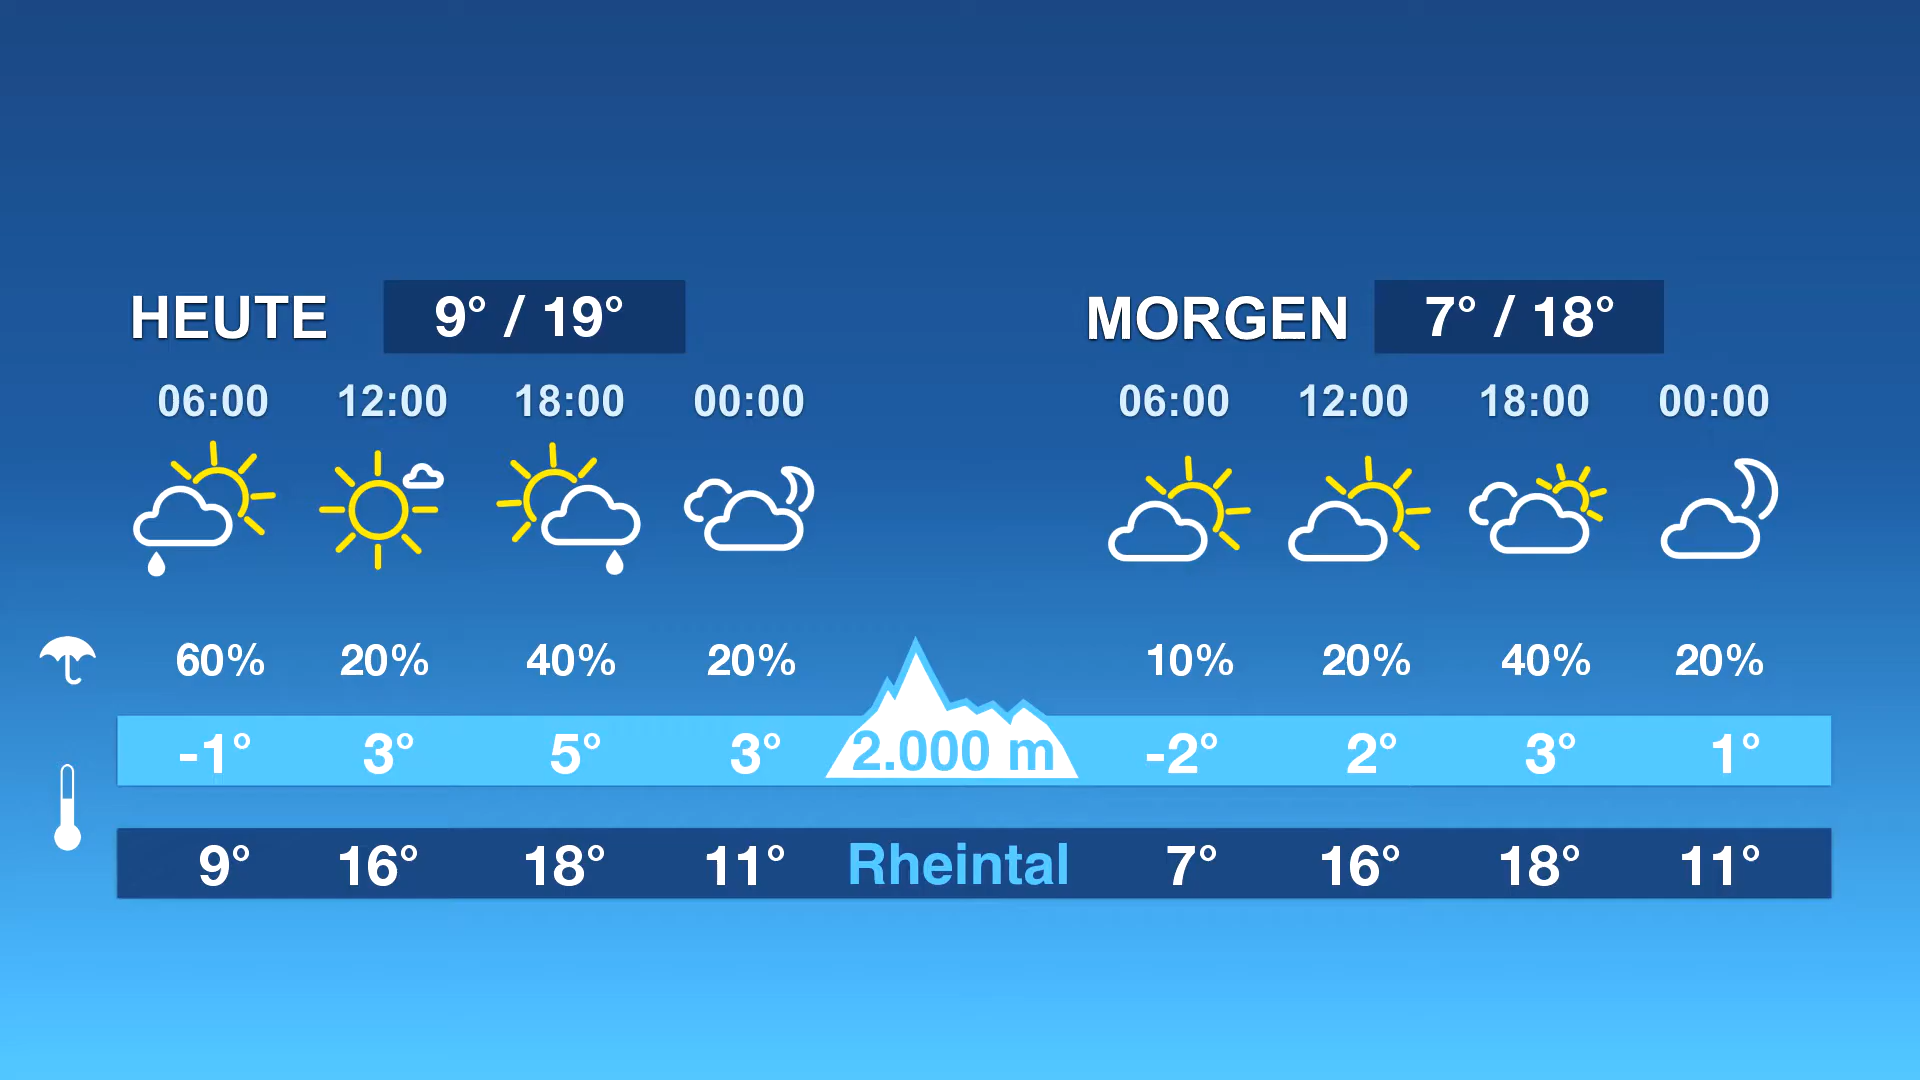 HEUTE 9° / 19° MORGEN 7° / 18°
06:00 12:00 18:00 00:00 06:00 12:00 18:00 00:00
60% 20% 40% 20% 10% 20% 40% 20%
-1° 3° 5° 3° 2.000 m -2° 2° 3° 1°
9° 16° 18° 11° Rheintal 7° 16° 18° 11°